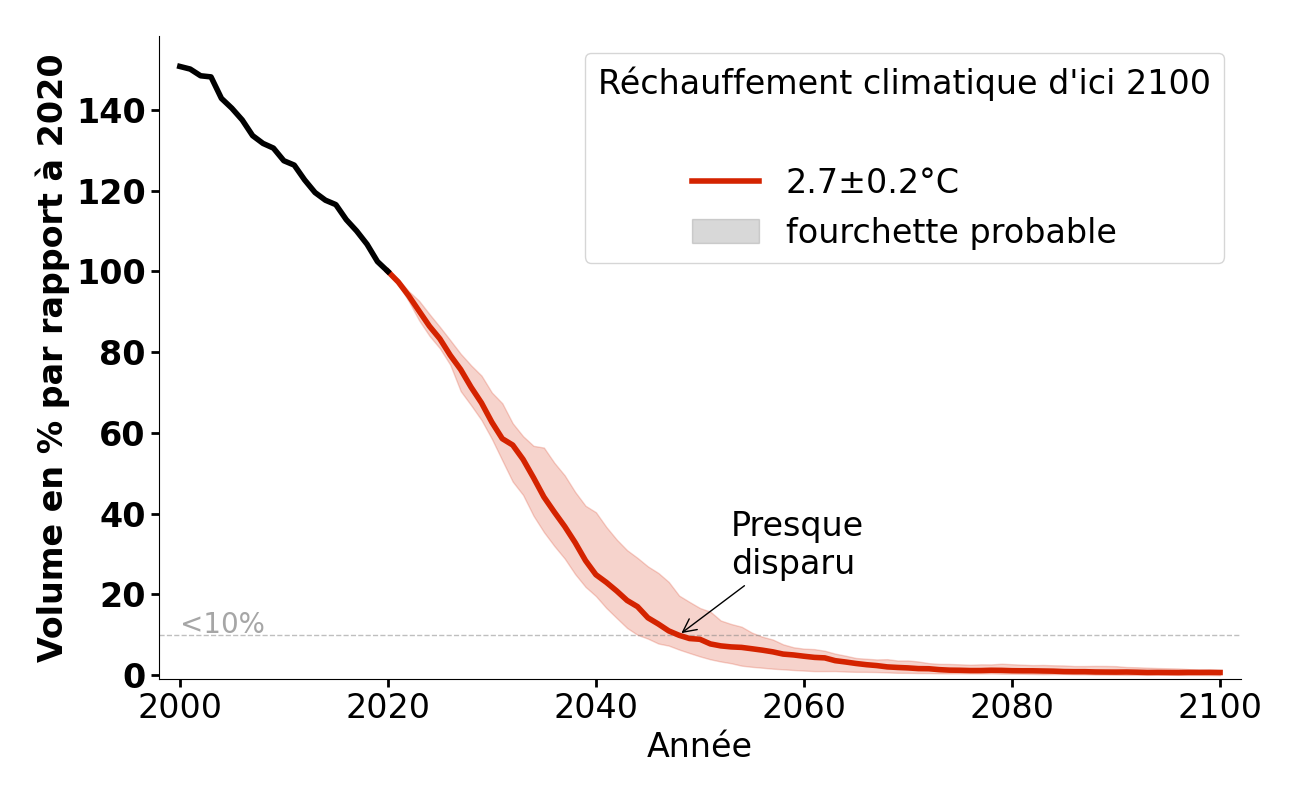 Volume en % par rapport à 2020
140
120
100
80
60
40
20
0
Réchauffement climatique d'ici 2100
2.7±0.2°C
fourchette probable
Presque
disparu
<10%
2000
2020
2040
2060
2080
2100
Année